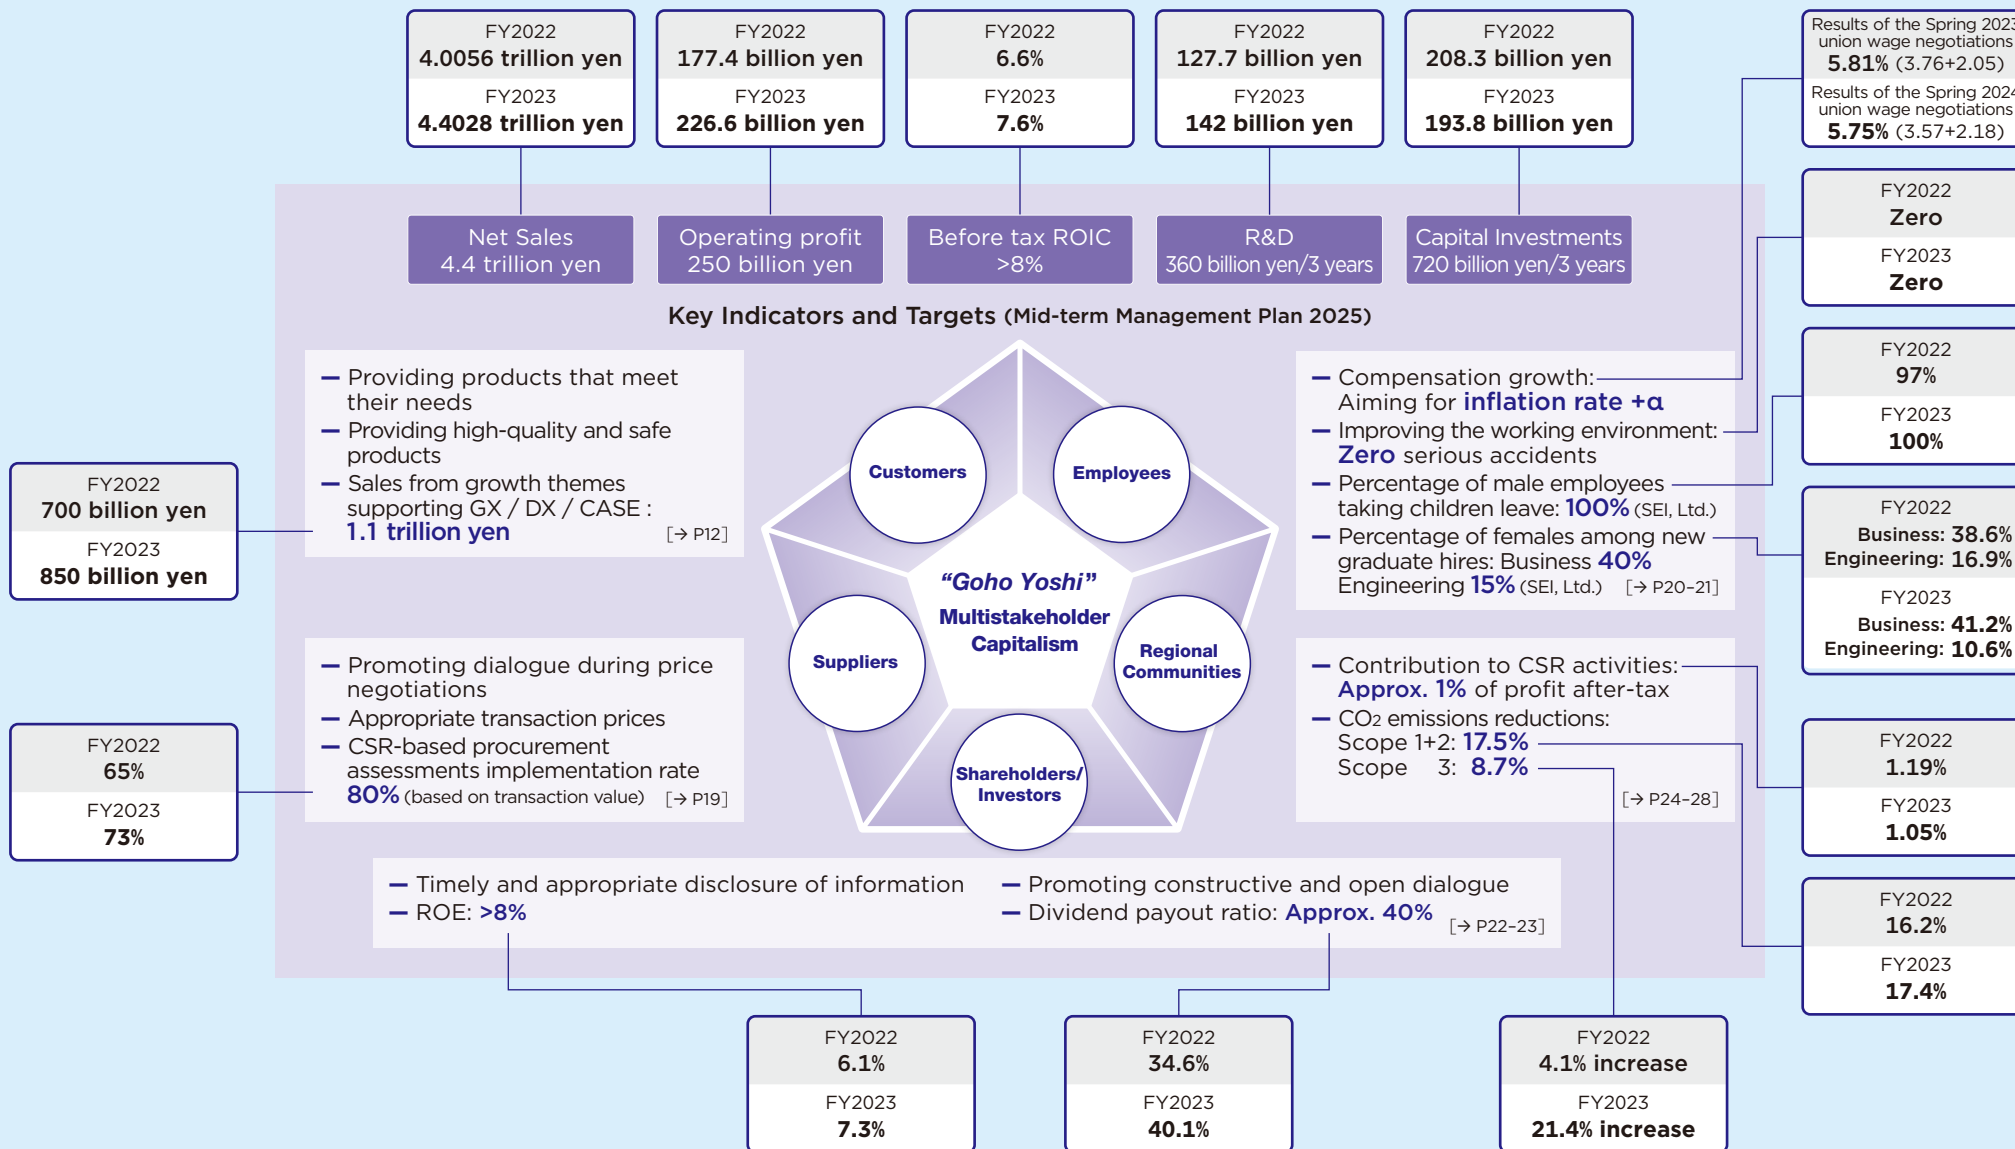 FY2022
4.0056 trillion yen
FY2023
4.4028 trillion yen
FY2022
177.4 billion yen
FY2023
226.6 billion yen
FY2022
6.6%
FY2023
7.6%
FY2022
127.7 billion yen
FY2023
142 billion yen
FY2022
208.3 billion yen
FY2023
193.8 billion yen
Results of the Spring 2023
union wage negotiations
5.81% (3.76+2.05)
Results of the Spring 2024
union wage negotiations
5.75% (3.57+2.18)
Net Sales
4.4 trillion yen
Operating profit
250 billion yen
Before tax ROIC
>8%
R&D
360 billion yen/3 years
Capital Investments
720 billion yen/3 years
FY2022
Zero
FY2023
Zero
Key Indicators and Targets (Mid-term Management Plan 2025)
— Providing products that meet
their needs
— Providing high-quality and safe
products
— Sales from growth themes
supporting GX / DX / CASE :
1.1 trillion yen [→ P12]
FY2022
700 billion yen
FY2023
850 billion yen
Customers
Employees
"Goho Yoshi"
Multistakeholder
Capitalism
Suppliers
Regional
Communities
Shareholders/
Investors
— Compensation growth:
Aiming for inflation rate +α
— Improving the working environment:
Zero serious accidents
— Percentage of male employees
taking children leave: 100% (SEI, Ltd.)
— Percentage of females among new
graduate hires: Business 40%
Engineering 15% (SEI, Ltd.) [→ P20–21]
FY2022
97%
FY2023
100%
FY2022
Business: 38.6%
Engineering: 16.9%
FY2023
Business: 41.2%
Engineering: 10.6%
— Promoting dialogue during price
negotiations
— Appropriate transaction prices
— CSR-based procurement
assessments implementation rate
80% (based on transaction value) [→ P19]
FY2022
65%
FY2023
73%
— Contribution to CSR activities:
Approx. 1% of profit after-tax
— CO2 emissions reductions:
Scope 1+2: 17.5%
Scope 3: 8.7%
[→ P24–28]
FY2022
1.19%
FY2023
1.05%
FY2022
16.2%
FY2023
17.4%
— Timely and appropriate disclosure of information
— ROE: >8%
— Promoting constructive and open dialogue
— Dividend payout ratio: Approx. 40% [→ P22–23]
FY2022
6.1%
FY2023
7.3%
FY2022
34.6%
FY2023
40.1%
FY2022
4.1% increase
FY2023
21.4% increase